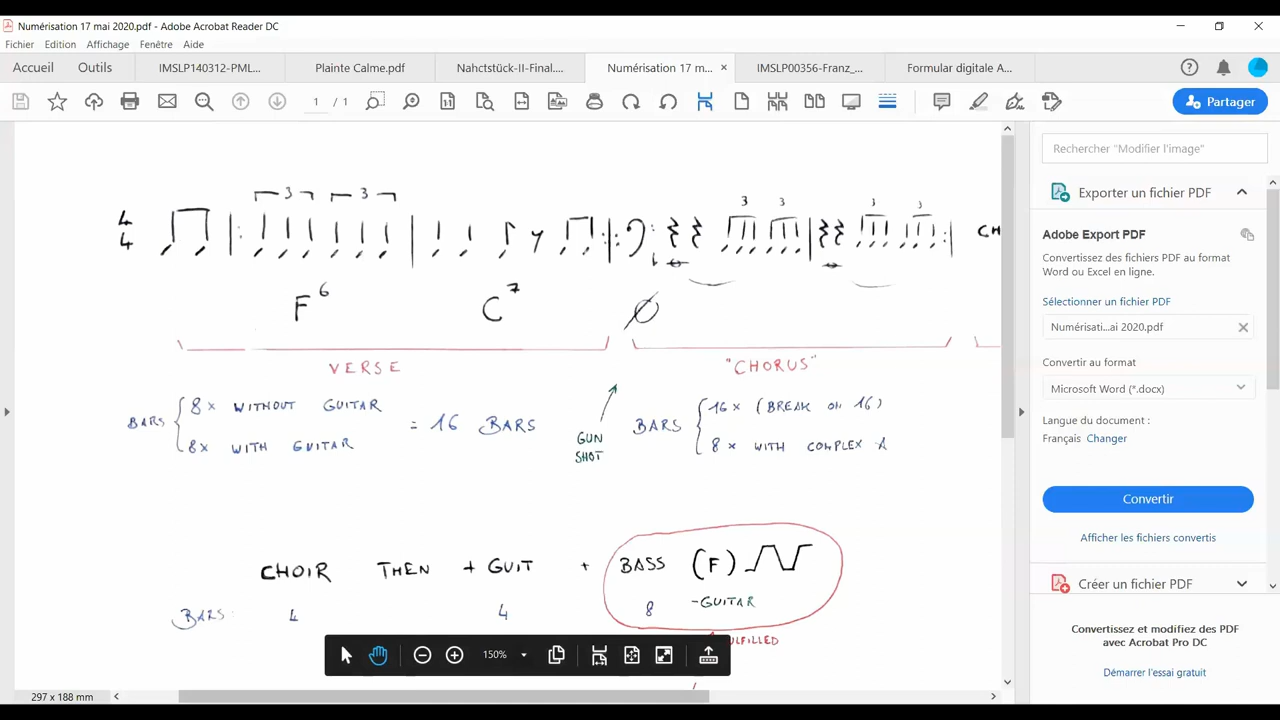 Numérisation 17 mai 2020.pdf - Adobe Acrobat Reader DC
Fichier Edition Affichage Fenêtre Aide
Accueil Outils IMSLP140312-PML... Plainte Calme.pdf Nahctstück-II-Final.... Numérisation 17 m... × IMSLP00356-Franz_... Formular digitale A...
1 / 1 Partager
3 3 3 3 3 3
4
4
CH
F6 C7 Ø
VERSE "CHORUS"
BARS { 8x WITHOUT GUITAR
8x WITH GUITAR
= 16 BARS
GUN
SHOT
BARS { 16x (BREAK ON 16)
8x WITH COMPLEX
CHOIR THEN + GUIT + BASS (F)
-GUITAR
BARS: 4 4 8
150%
297 x 188 mm
Rechercher "Modifier l'image"
Exporter un fichier PDF
Adobe Export PDF
Convertissez des fichiers PDF au format
Word ou Excel en ligne.
Sélectionner un fichier PDF
Numérisati...ai 2020.pdf
Convertir au format
Microsoft Word (*.docx)
Langue du document :
Français Changer
Convertir
Afficher les fichiers convertis
Créer un fichier PDF
Convertissez et modifiez des PDF
avec Acrobat Pro DC
Démarrer l'essai gratuit